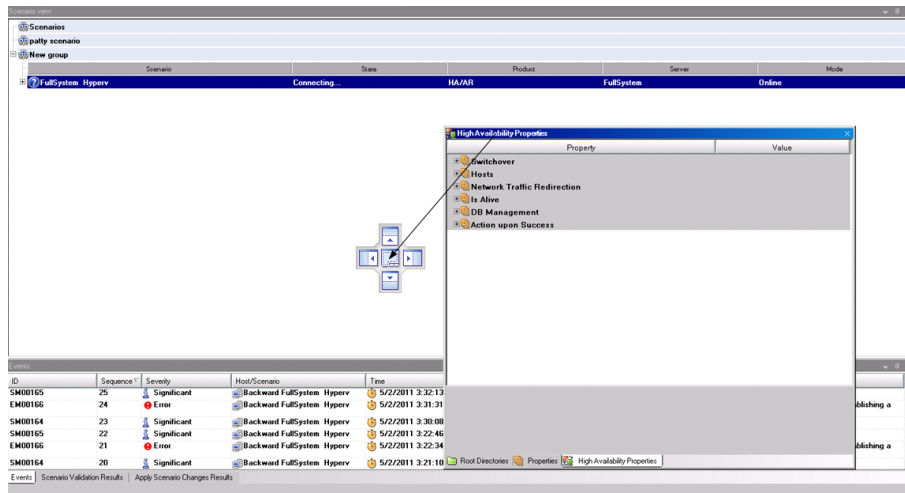 Scenario view
Scenarios
patty scenario
New group
Scenario State Product Server Mode
FullSystem Hyperv Connecting... HA/AR FullSystem Online
High Availability Properties
Property Value
Switchover
Hosts
Network Traffic Redirection
Is Alive
DB Management
Action upon Success
Events
ID Sequence Severity Host/Scenario Time
SM00165 25 Significant Backward FullSystem Hyperv 5/2/2011 3:32:13
EM00166 24 Error Backward FullSystem Hyperv 5/2/2011 3:31:31 blishing a
SM00164 23 Significant Backward FullSystem Hyperv 5/2/2011 3:30:08
SM00165 22 Significant Backward FullSystem Hyperv 5/2/2011 3:22:46
EM00166 21 Error Backward FullSystem Hyperv 5/2/2011 3:22:34 blishing a
SM00164 20 Significant Backward FullSystem Hyperv 5/2/2011 3:21:10
Root Directories Properties High Availability Properties
Events Scenario Validation Results Apply Scenario Changes Results